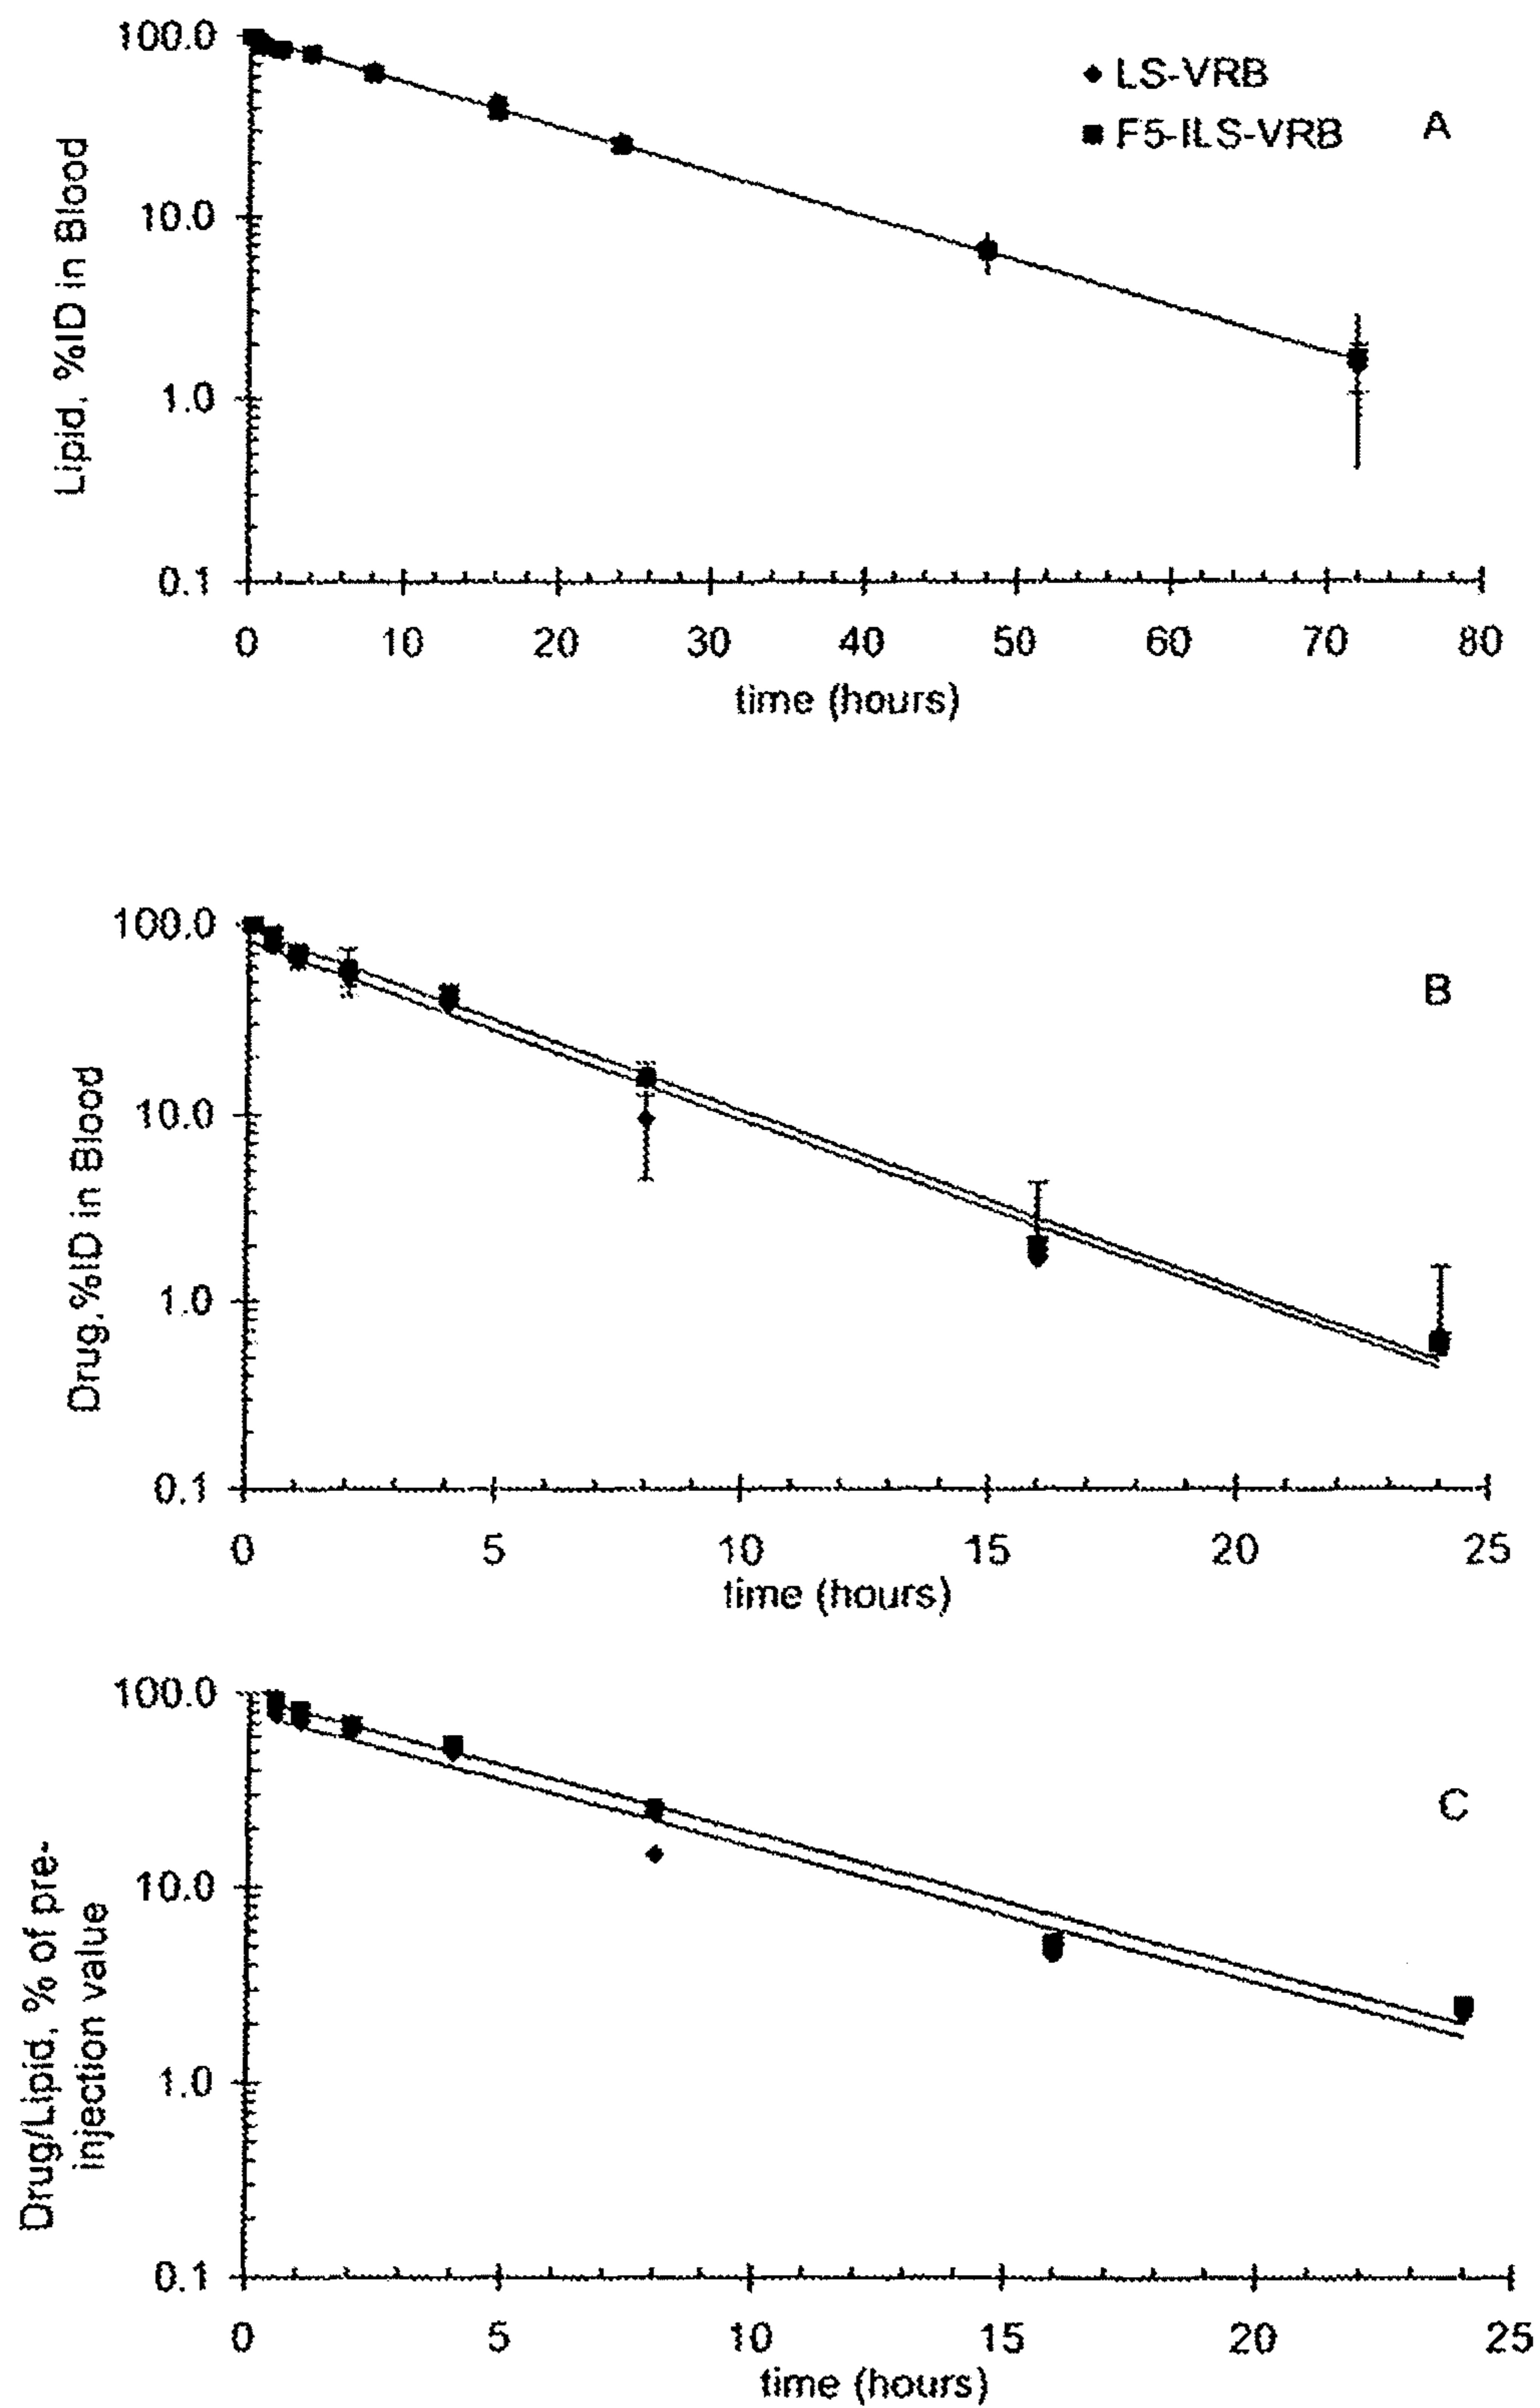 100.0
LS-VRB
F5-ILS-VRB
A
10.0
1.0
0.1
Lipid, %ID in Blood
0 10 20 30 40 50 60 70 80
time (hours)
100.0
B
10.0
1.0
0.1
Drug,%ID in Blood
0 5 10 15 20 25
time (hours)
100.0
C
10.0
1.0
0.1
Drug/Lipid, % of pre-
injection value
0 5 10 15 20 25
time (hours)